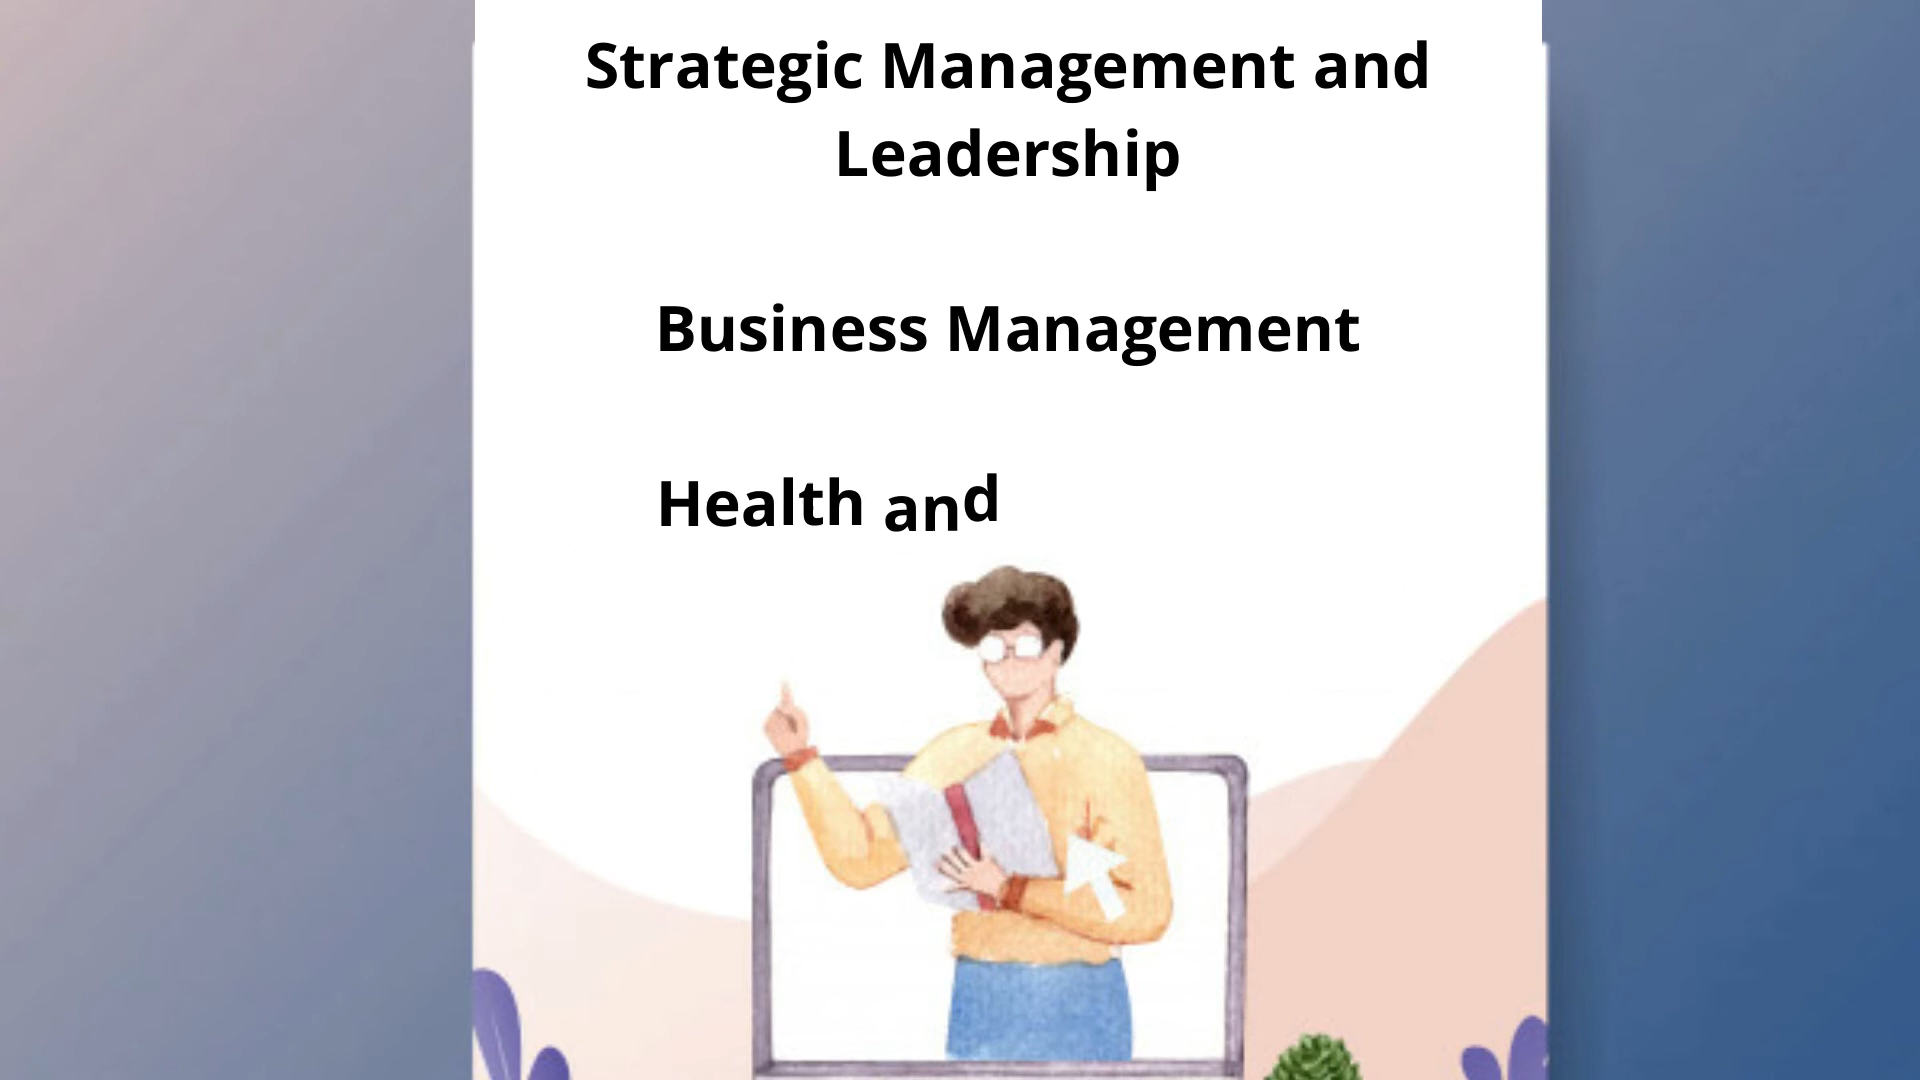 Strategic Management and
Leadership
Business Management
Health and